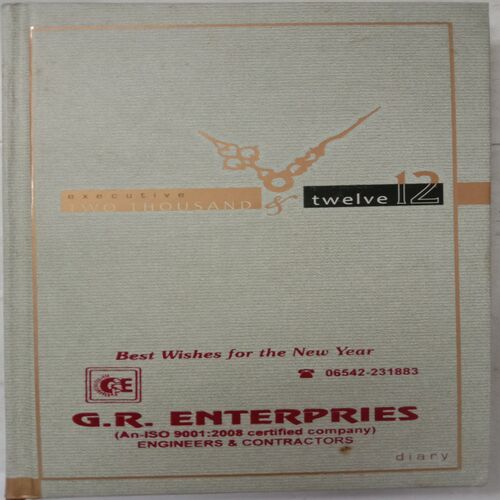 executive
TWO THOUSAND & twelve 12
Best Wishes for the New Year
☎ 06542-231883
G.R. ENTERPRIES
(An-ISO 9001:2008 certified company)
ENGINEERS & CONTRACTORS
diary